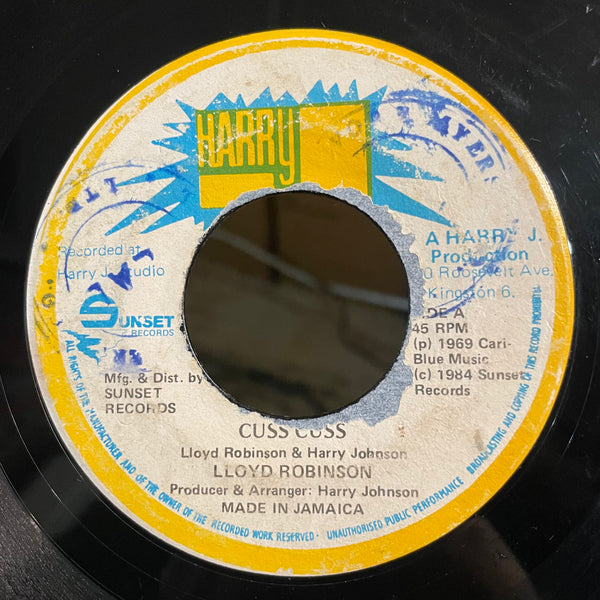 HARRY
Recorded at
Harry J. Studio
A HARRY J.
Production
0 Roosevelt Ave.
Kingston 6.
SIDE A
45 RPM
(p) 1969 Cari-
Blue Music
(c) 1984 Sunset
Records
SUNSET
RECORDS
Mfg. & Dist. by
SUNSET
RECORDS
CUSS CUSS
Lloyd Robinson & Harry Johnson
LLOYD ROBINSON
Producer & Arranger: Harry Johnson
MADE IN JAMAICA
ALL RIGHTS OF THE MANUFACTURER AND OF THE OWNER OF THE RECORDED WORK RESERVED · UNAUTHORISED PUBLIC PERFORMANCE BROADCASTING AND COPYING OF THIS RECORD PROHIBITED